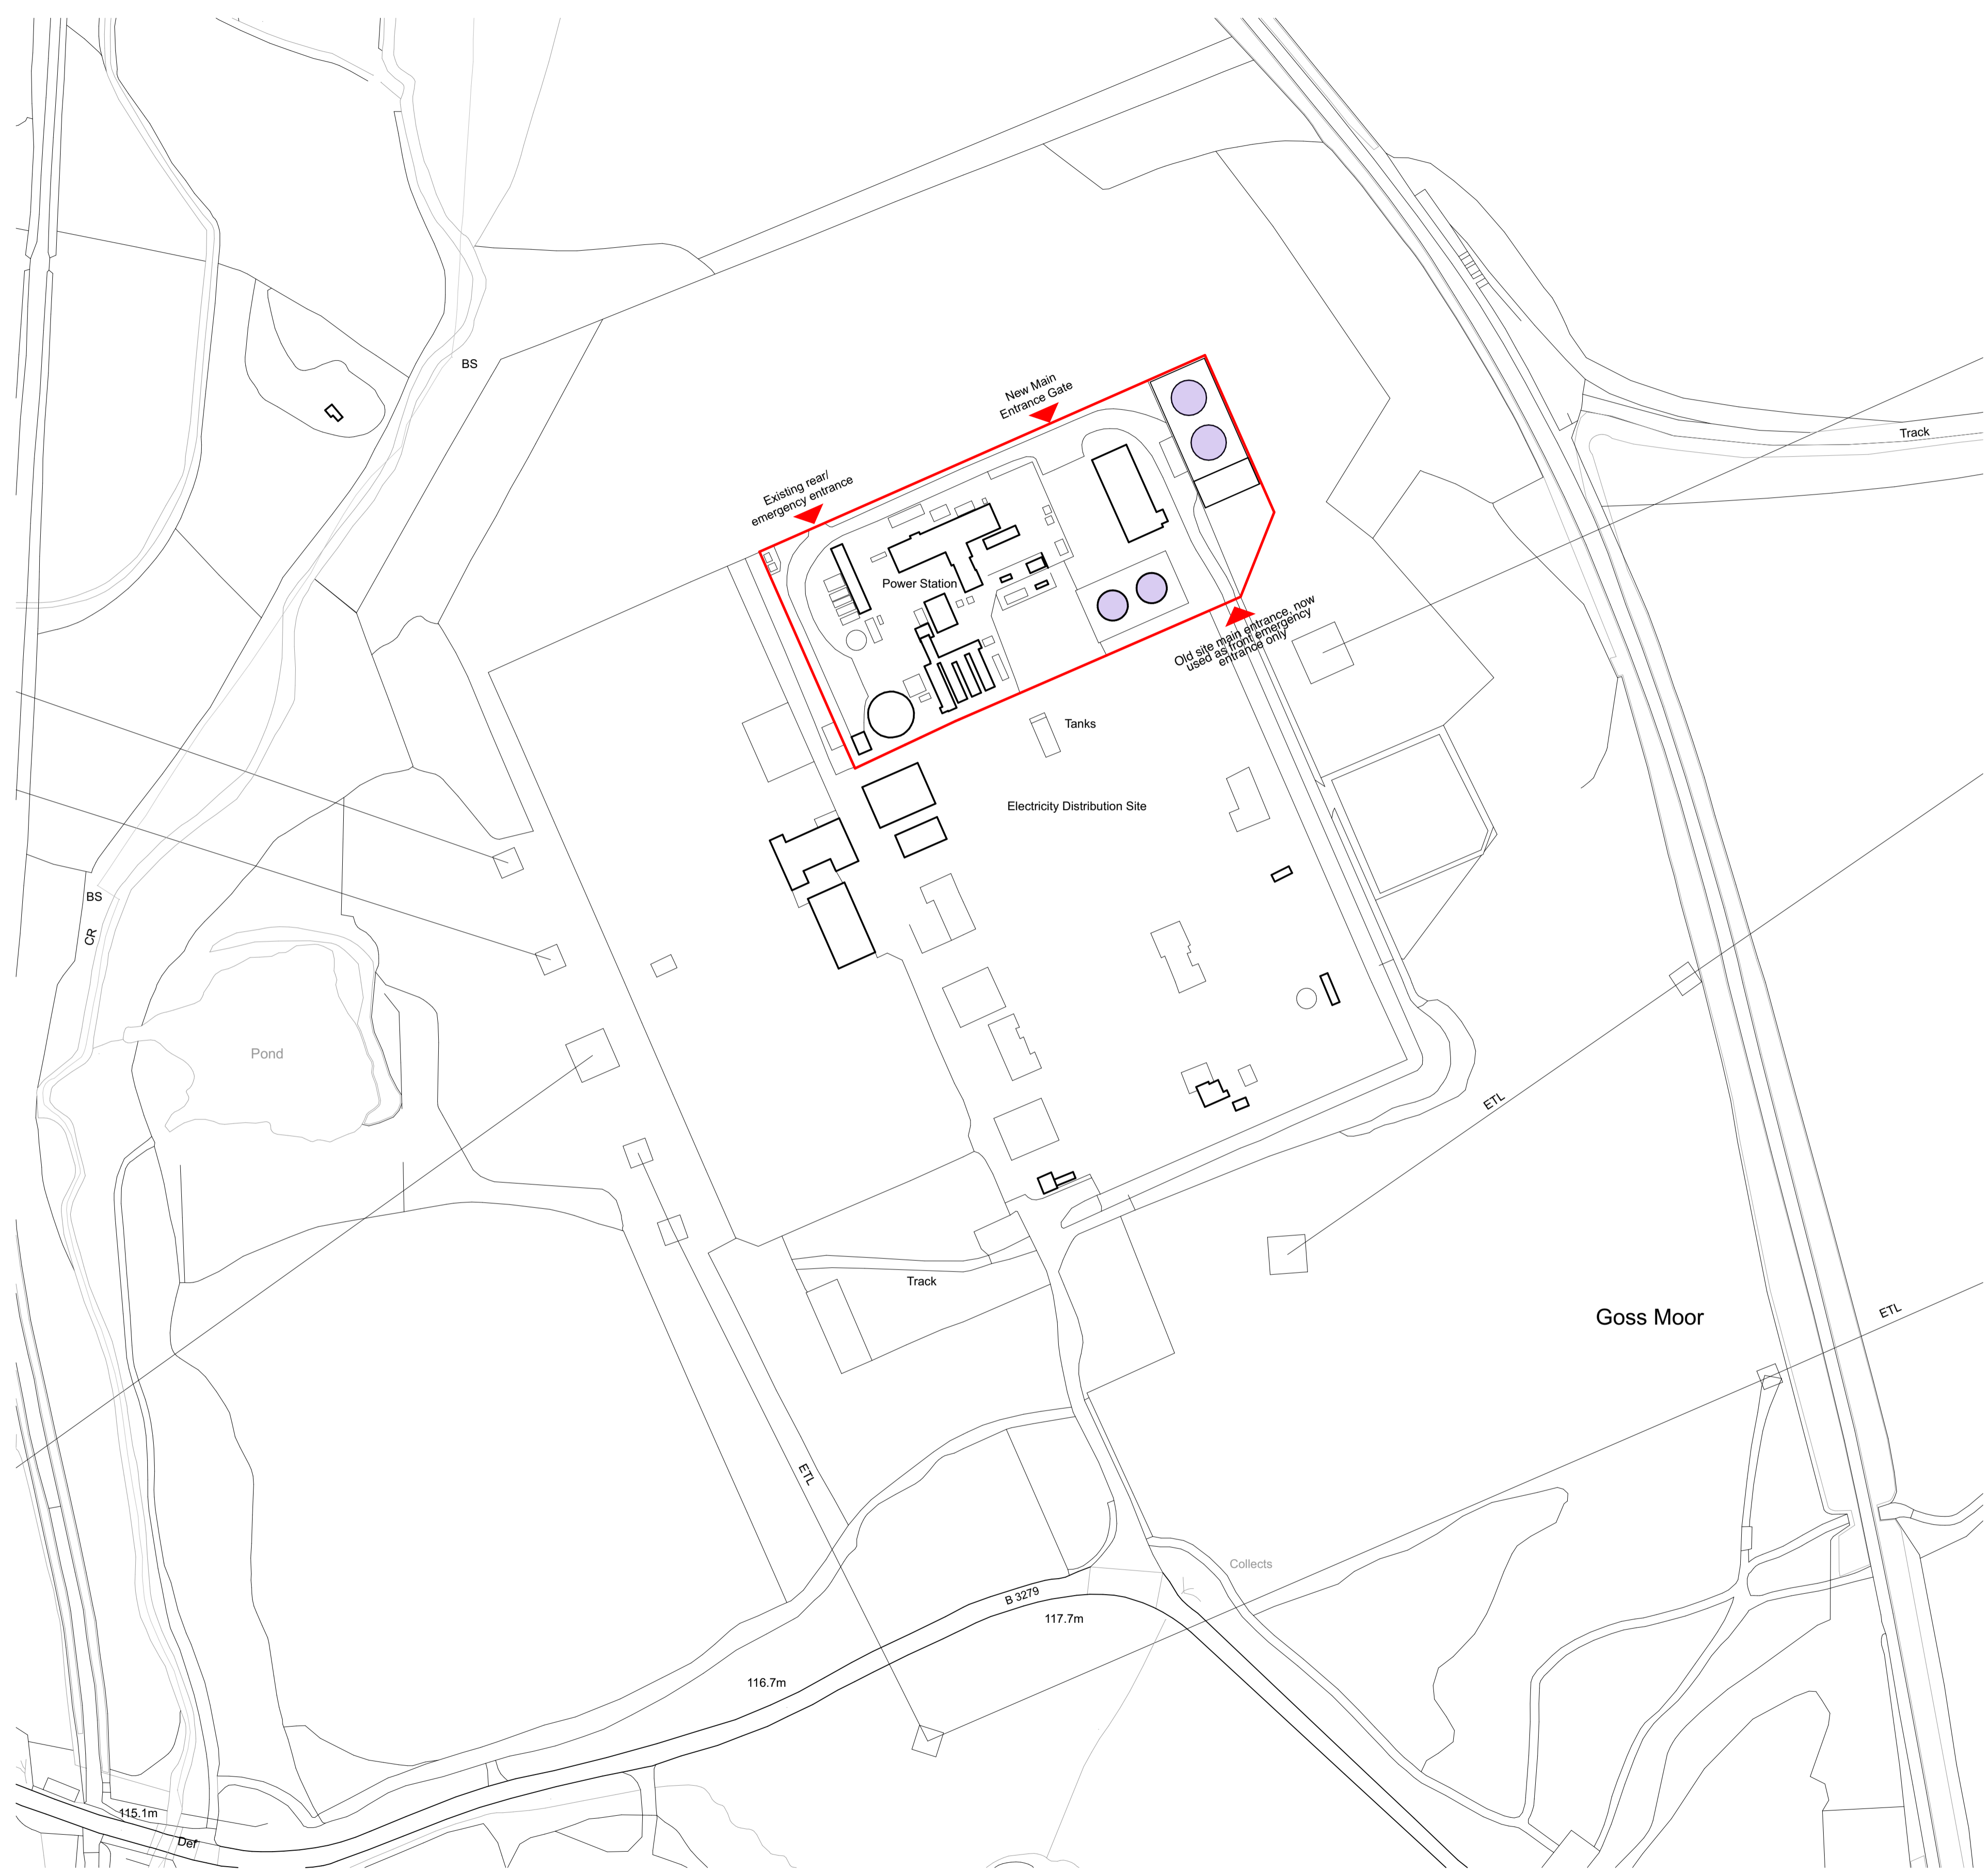 BS
New Main
Entrance Gate
Track
Existing rear/
emergency entrance
Power Station
Old site main entrance, now
used as front emergency
entrance only
Tanks
Electricity Distribution Site
BS
CR
Pond
ETL
Track
ETL
Goss Moor
ETL
Collects
B 3279
117.7m
116.7m
115.1m
Def